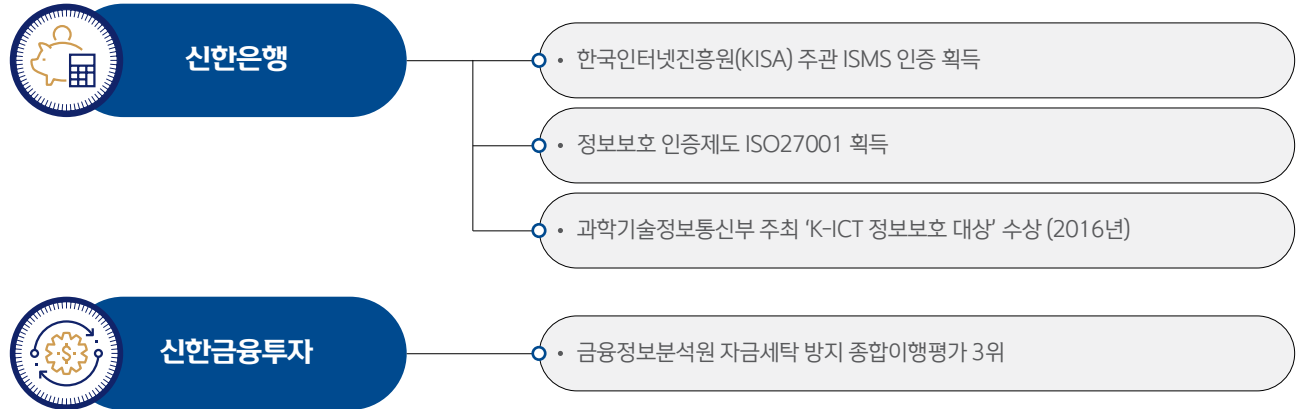 신한은행
• 한국인터넷진흥원(KISA) 주관 ISMS 인증 획득
• 정보보호 인증제도 ISO27001 획득
• 과학기술정보통신부 주최 ‘K-ICT 정보보호 대상’ 수상 (2016년)
신한금융투자
• 금융정보분석원 자금세탁 방지 종합이행평가 3위